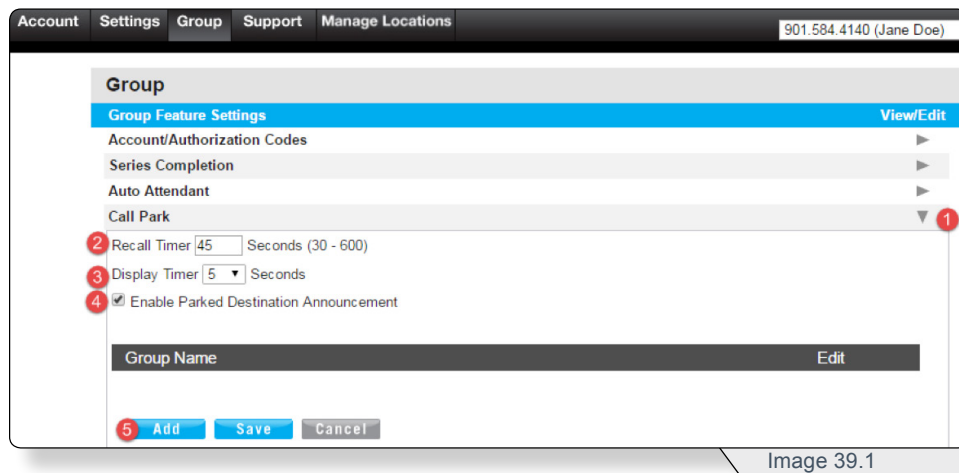 Account Settings Group Support Manage Locations
901.584.4140 (Jane Doe)
Group
Group Feature Settings View/Edit
Account/Authorization Codes
Series Completion
Auto Attendant
Call Park 1
2 Recall Timer 45 Seconds (30 - 600)
3 Display Timer 5 Seconds
4 Enable Parked Destination Announcement
Group Name Edit
5 Add Save Cancel
Image 39.1